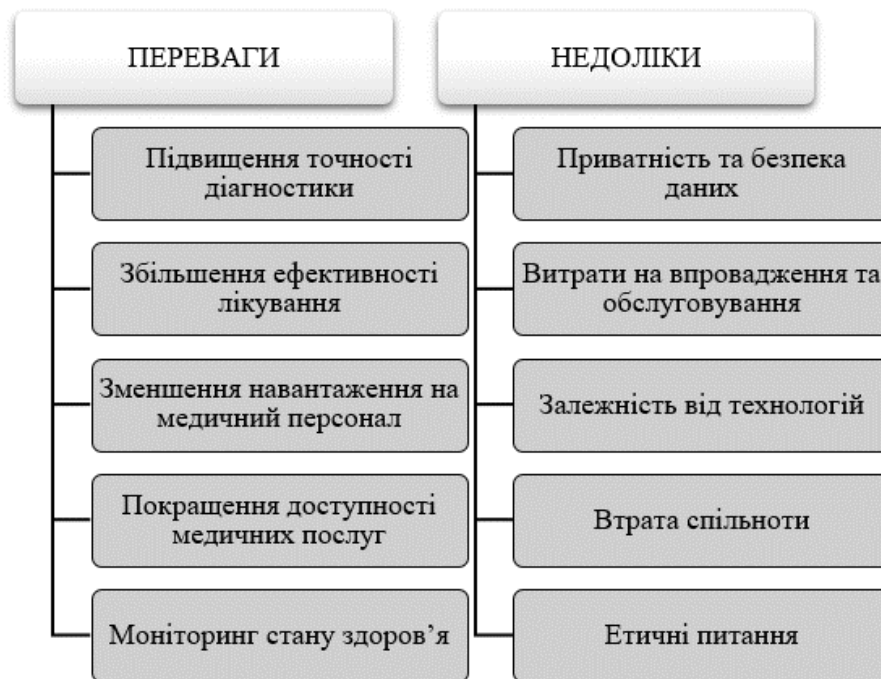 ПЕРЕВАГИ
Підвищення точності
діагностики
Збільшення ефективності
лікування
Зменшення навантаження на
медичний персонал
Покращення доступності
медичних послуг
Моніторинг стану здоров’я
НЕДОЛІКИ
Приватність та безпека
даних
Витрати на впровадження та
обслуговування
Залежність від технологій
Втрата спільноти
Етичні питання